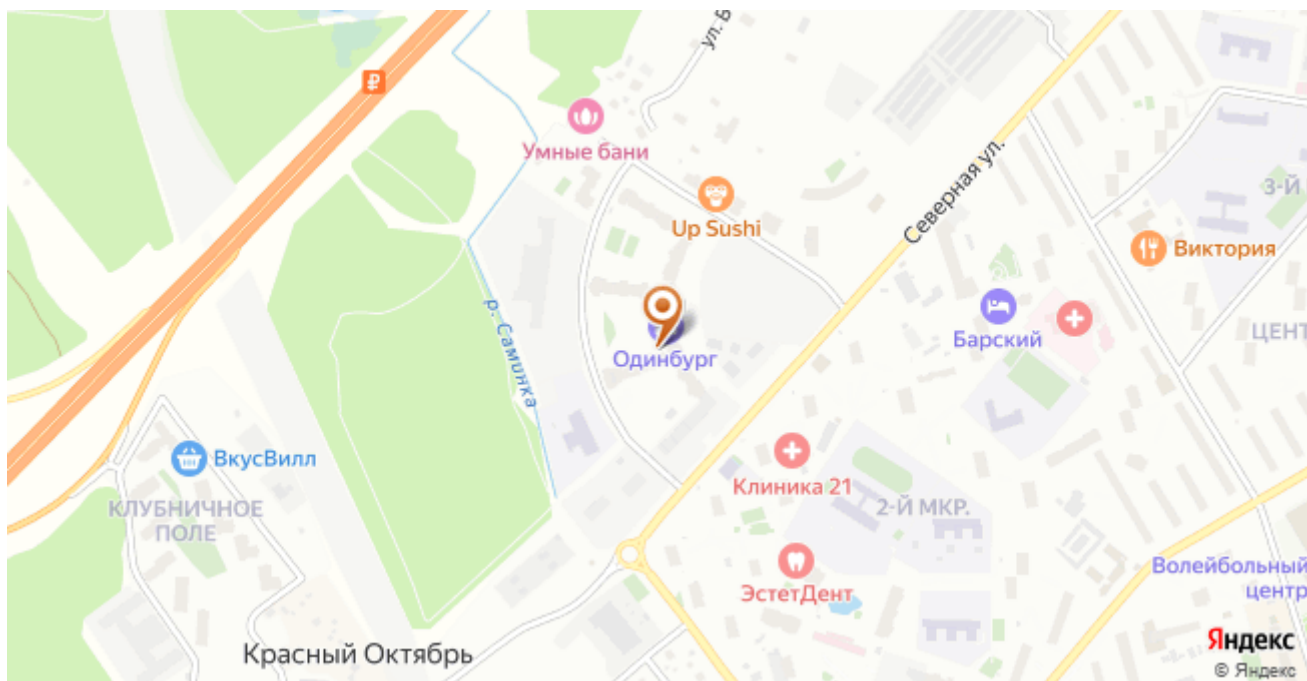 ул. В
₽
Умные бани
Up Sushi
Северная ул.
3-Й
Виктория
р. Саминка
Одинбург
Барский
ЦЕНТ
ВкусВилл
Клиника 21
КЛУБНИЧНОЕ
ПОЛЕ
2-Й МКР.
ЭстетДент
Волейбольный
центр
Красный Октябрь
Яндекс
© Яндекс